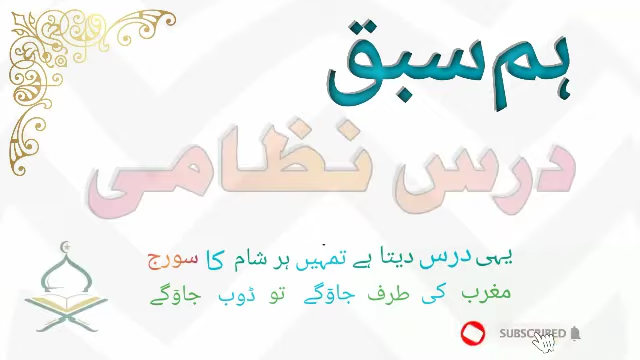 ہم سبق
درس نظامی
یہی درس دیتا ہے تمہیں ہر شام کا سورج
مغرب کی طرف جاؤگے تو ڈوب جاؤگے
SUBSCRIBED